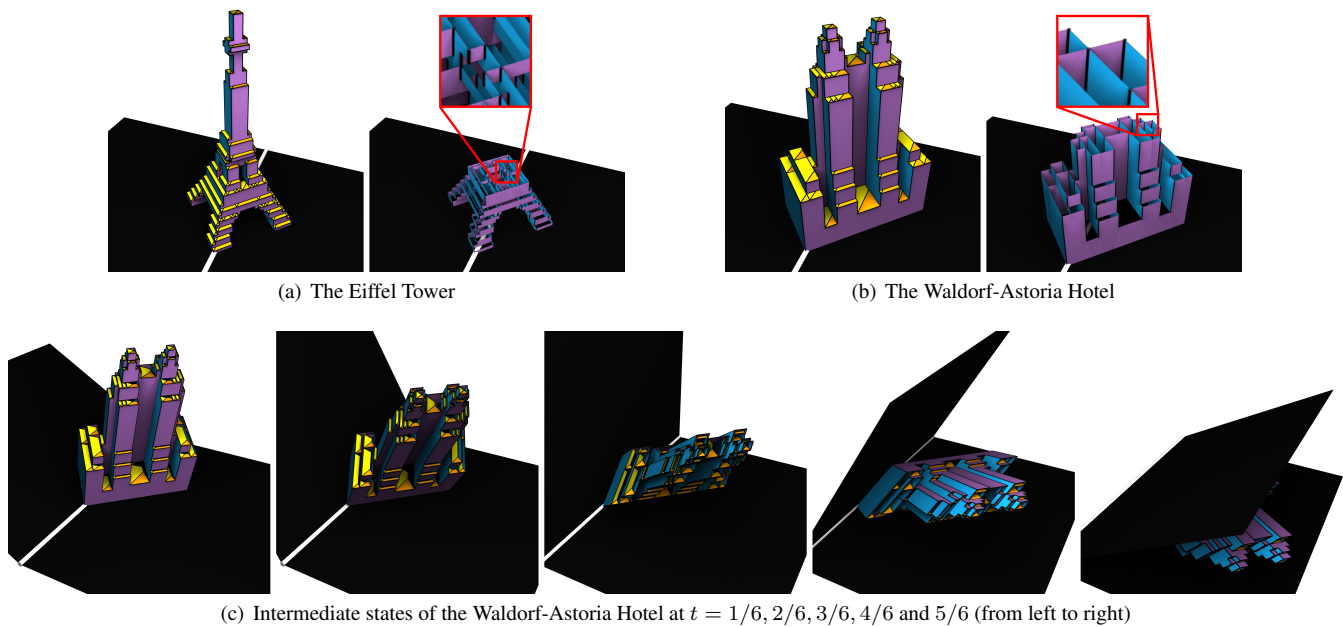 (a) The Eiffel Tower
(b) The Waldorf-Astoria Hotel
(c) Intermediate states of the Waldorf-Astoria Hotel at t = 1/6, 2/6, 3/6, 4/6 and 5/6 (from left to right)